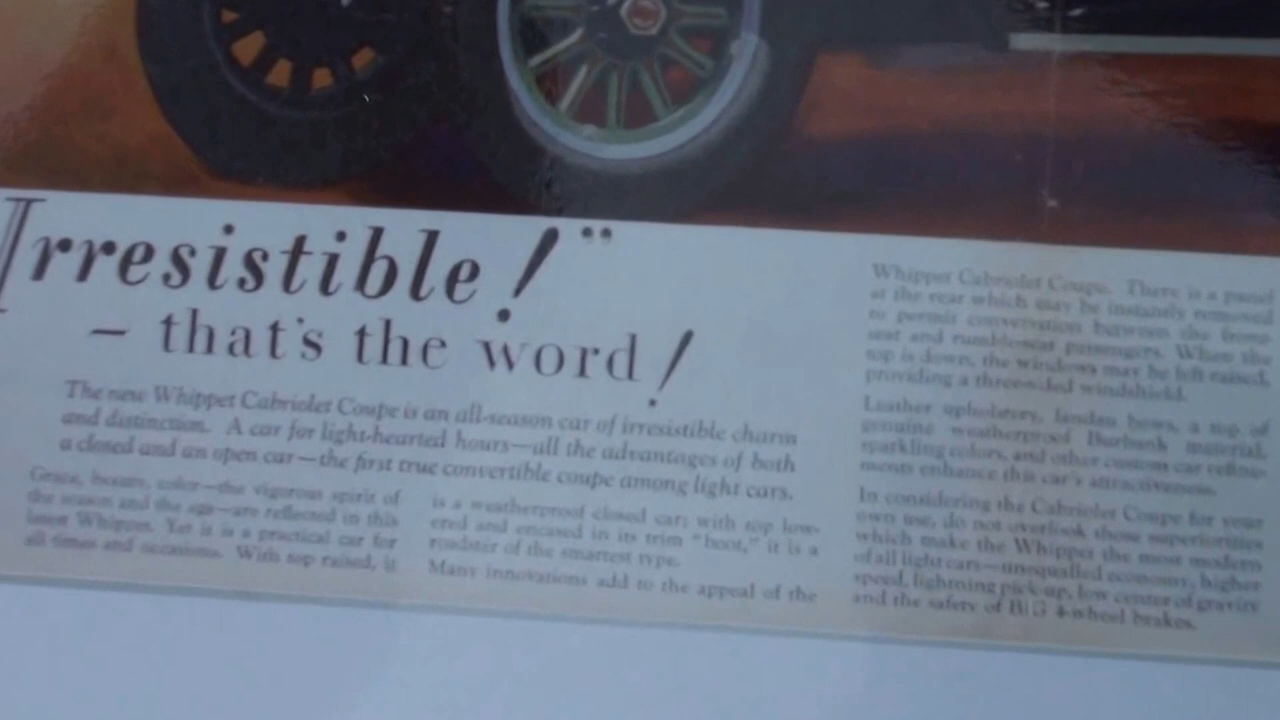 Irresistible!"
– that's the word!
The new Whippet Cabriolet Coupe is an all-season car of irresistible charm
and distinction. A car for light-hearted hours—all the advantages of both
a closed and an open car—the first true convertible coupe among light cars.
Grace, beauty, color—the vigorous spirit of
the season and the age—are reflected in this
latest Whippet. Yet it is a practical car for
all times and occasions. With top raised, it
is a weatherproof closed car; with top low-
ered and encased in its trim "boot," it is a
roadster of the smartest type.
Many innovations add to the appeal of the
Whippet Cabriolet Coupe. There is a panel
at the rear which may be instantly removed
to permit conversation between the front
seat and rumble-seat passengers. When the
top is down, the windows may be left raised,
providing a three-sided windshield.
Leather upholstery, landau bows, a top of
genuine weatherproof Burbank material,
sparkling colors, and other custom car refine-
ments enhance this car's attractiveness.
In considering the Cabriolet Coupe for your
own use, do not overlook those superiorities
which make the Whippet the most modern
of all light cars—unequalled economy, higher
speed, lightning pick-up, low center of gravity
and the safety of BIG 4-wheel brakes.